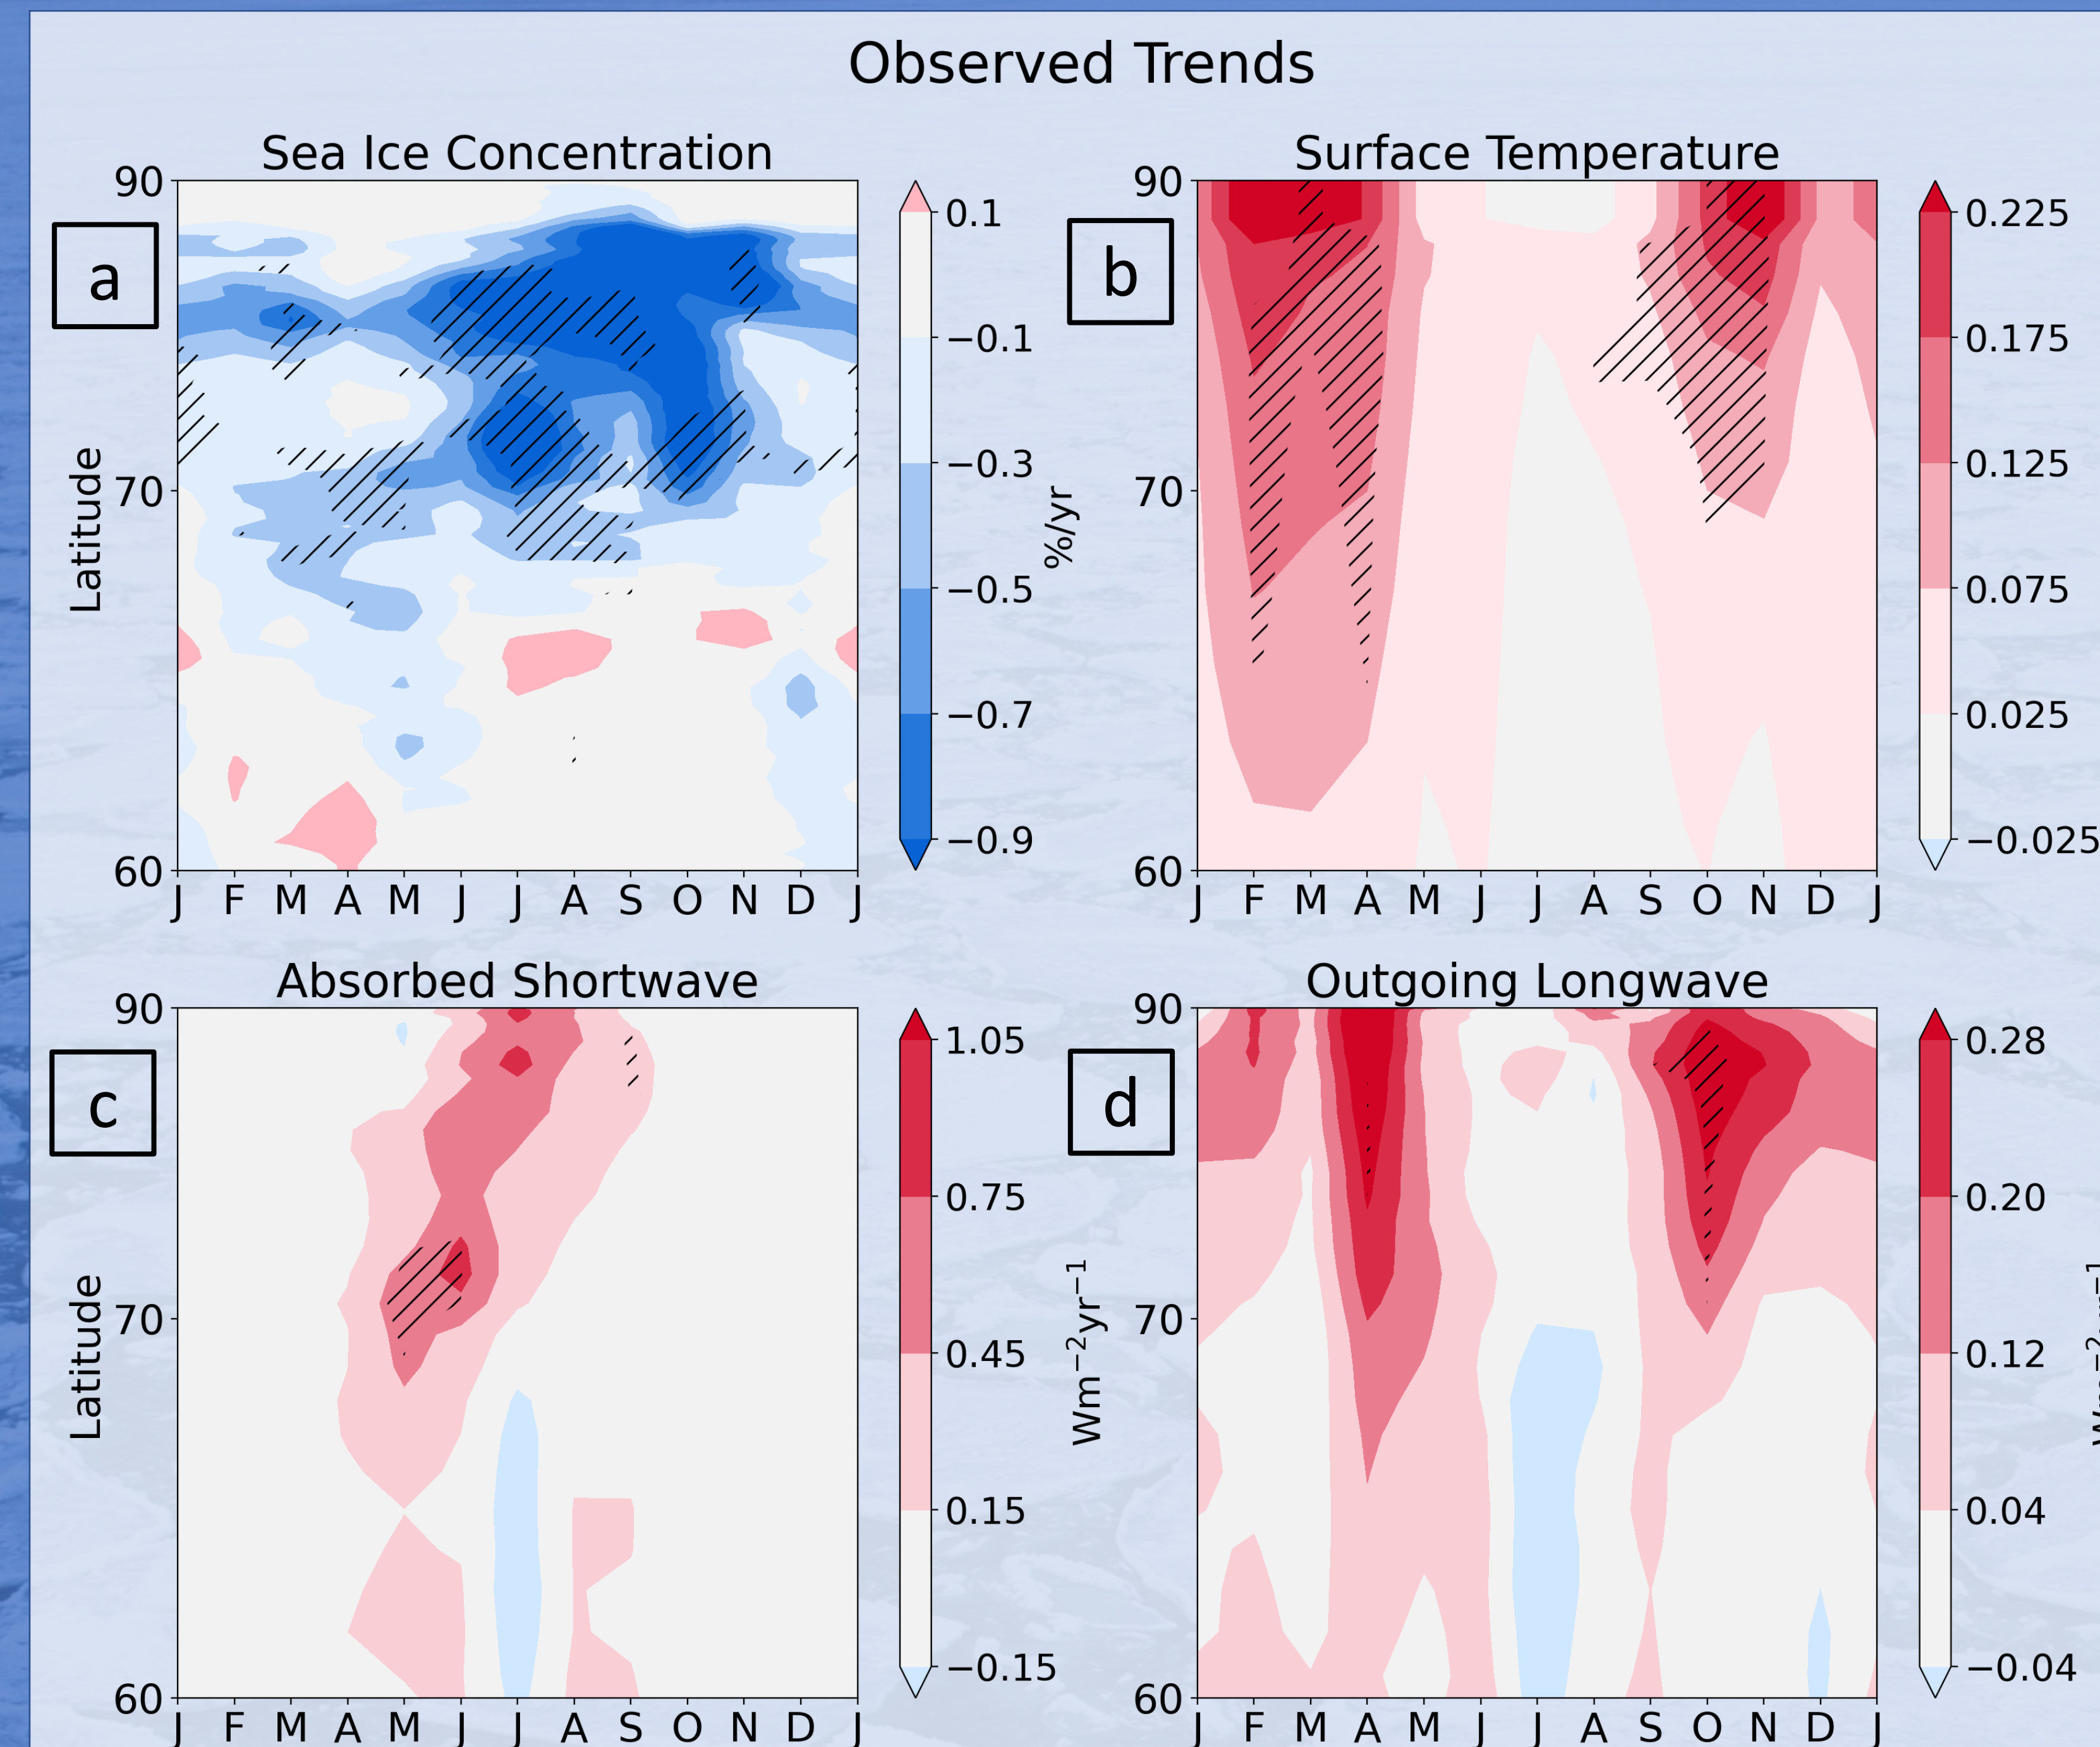 Observed Trends
Sea Ice Concentration
a
90
70
60
Latitude
J F M A M J J A S O N D J
0.1
−0.1
−0.3
−0.5
−0.7
−0.9
%/yr
Surface Temperature
b
90
70
60
J F M A M J J A S O N D J
0.225
0.175
0.125
0.075
0.025
−0.025
Absorbed Shortwave
c
90
70
60
Latitude
J F M A M J J A S O N D J
1.05
0.75
0.45
0.15
−0.15
Wm⁻²yr⁻¹
Outgoing Longwave
d
90
70
60
J F M A M J J A S O N D J
0.28
0.20
0.12
0.04
−0.04